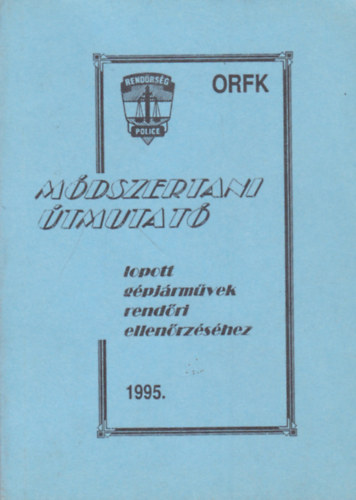 RENDŐRSÉG
POLICE
ORFK
MÓDSZERTANI
ÚTMUTATÓ
lopott
gépjárművek
rendőri
ellenőrzéséhez
1995.